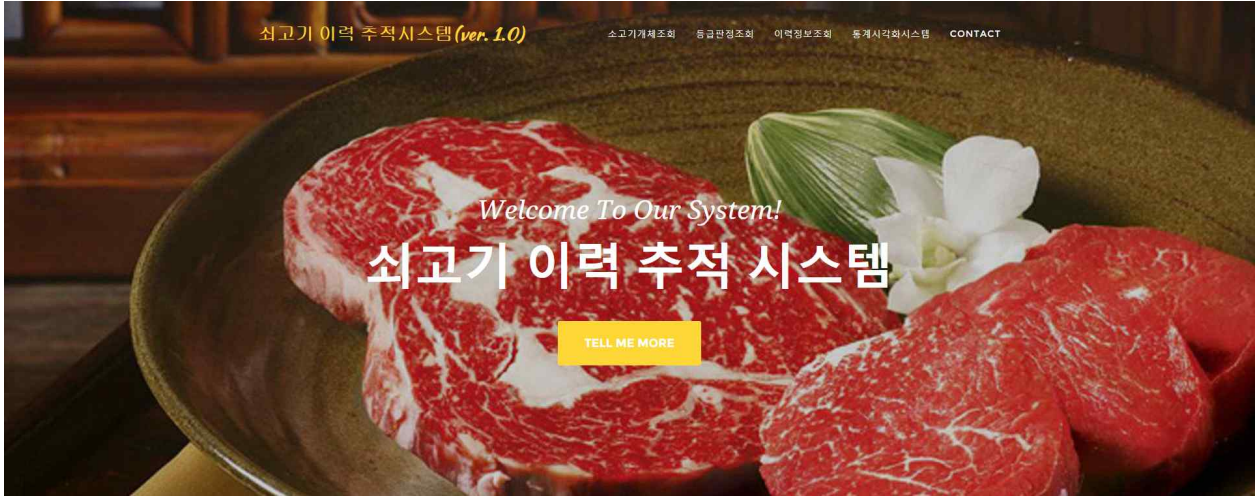 쇠고기 이력 추적시스템(ver. 1.0)
소고기개체조회 등급판정조회 이력정보조회 통계시각화시스템 CONTACT
Welcome To Our System!
쇠고기 이력 추적 시스템
TELL ME MORE